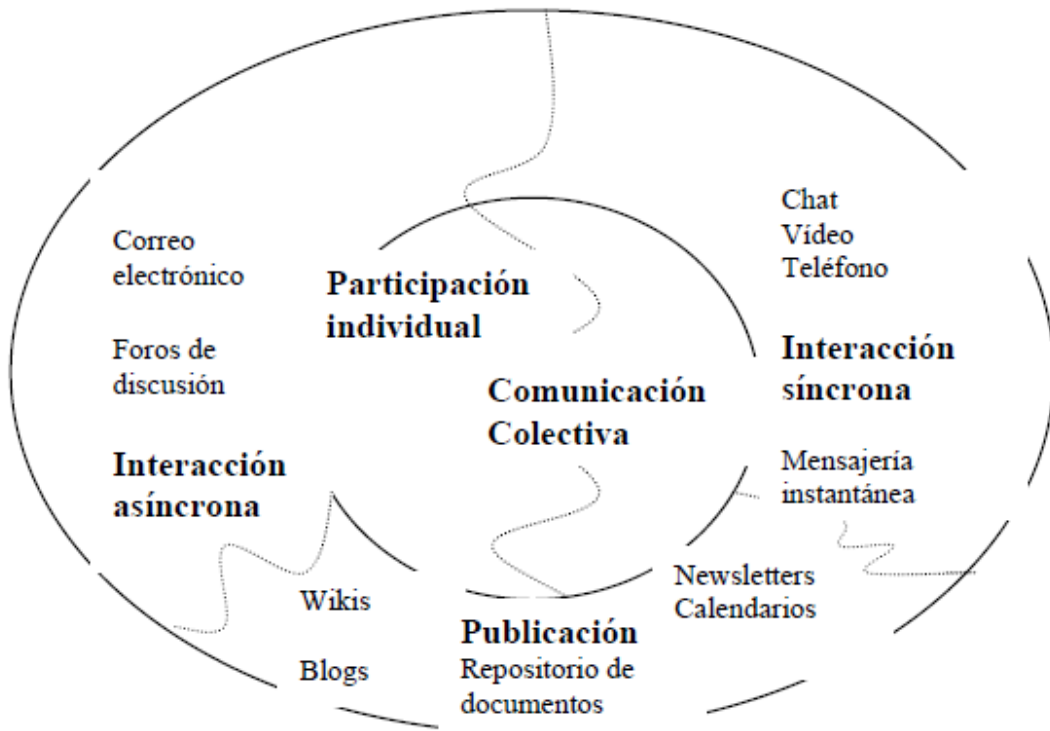 Chat
Vídeo
Teléfono
Correo
electrónico
Participación
individual
Foros de
discusión
Interacción
síncrona
Comunicación
Colectiva
Interacción
asíncrona
Mensajería
instantánea
Newsletters
Calendarios
Wikis
Blogs
Publicación
Repositorio de
documentos